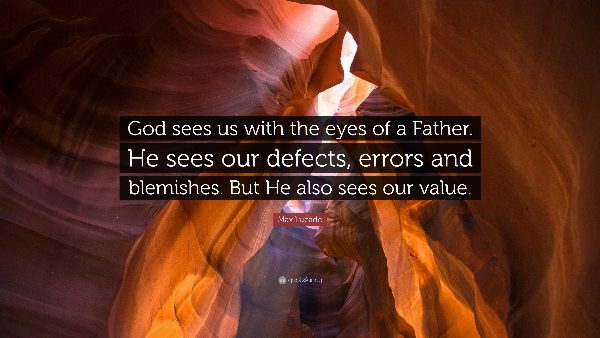 God sees us with the eyes of a Father.
He sees our defects, errors and
blemishes. But He also sees our value.
Max Lucado